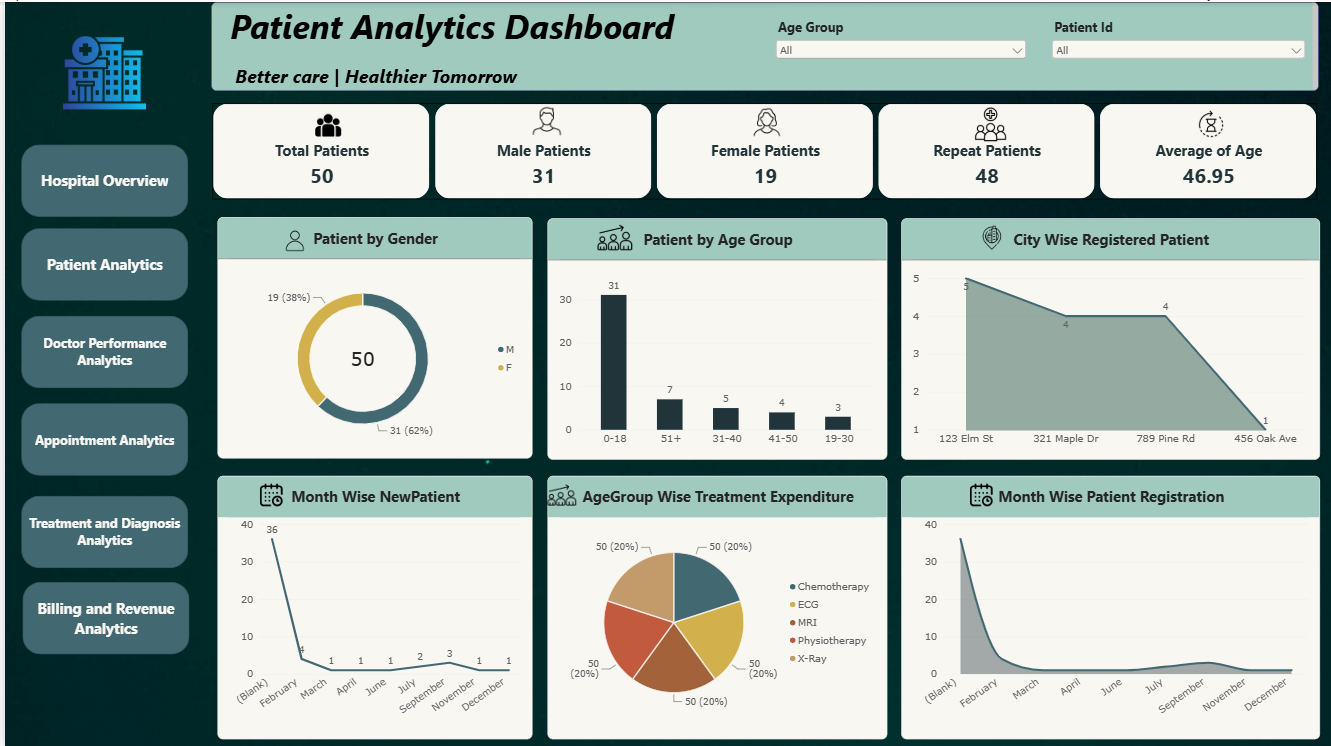 Patient Analytics Dashboard
Better care | Healthier Tomorrow
Age Group
All
Patient Id
All
Hospital Overview
Patient Analytics
Doctor Performance
Analytics
Appointment Analytics
Treatment and Diagnosis
Analytics
Billing and Revenue
Analytics
Total Patients
50
Male Patients
31
Female Patients
19
Repeat Patients
48
Average of Age
46.95
Patient by Gender
19 (38%)
50
31 (62%)
M
F
Patient by Age Group
30
20
10
0
31
7
5
4
3
0-18
51+
31-40
41-50
19-30
City Wise Registered Patient
5
4
3
2
1
5
4
4
1
123 Elm St
321 Maple Dr
789 Pine Rd
456 Oak Ave
Month Wise NewPatient
40
30
20
10
0
36
4
1
1
1
2
3
1
1
(Blank)
February
March
April
June
July
September
November
December
AgeGroup Wise Treatment Expenditure
50 (20%)
50 (20%)
50
(20%)
50
(20%)
50 (20%)
Chemotherapy
ECG
MRI
Physiotherapy
X-Ray
Month Wise Patient Registration
40
30
20
10
0
(Blank)
February
March
April
June
July
September
November
December